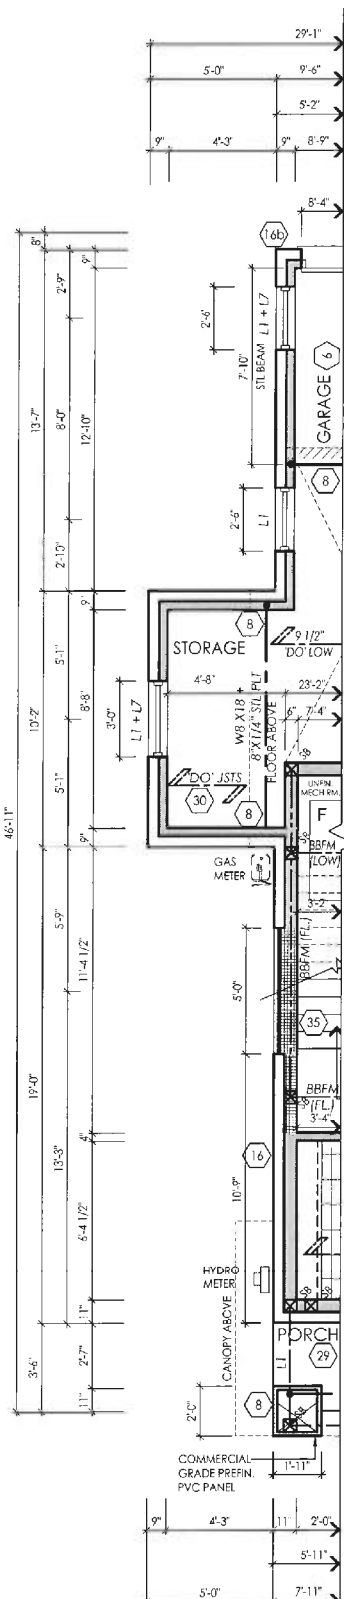 29'-1"
5'-0" 9'-6"
5'-2"
9" 4'-3" 9" 8'-9"
8'-4"
16b
8"
9"
2'-9"
2'-6"
L1 + L7
STL BEAM
7'-10"
GARAGE
6
13'-7"
8'-0"
12'-10"
8
2'-6"
L1
2'-10"
9"
8
9 1/2"
'DO' LOW
STORAGE
5'-1"
4'-8"
23'-2"
W8 X18 +
8"X1/4" STL PLT
FLOOR ABOVE
6" 7'-4"
10'-2"
8'-8"
3'-0"
L1 + L7
SB
'DO' JSTS
30
UNFIN.
MECH RM.
5'-1"
F
8
SB
BBFM
(LOW)
9"
46'-11"
GAS
METER
3'-2"
BBFM (FL.)
5'-9"
11'-4 1/2"
5'-0"
35
BBFM
(FL.)
SB
3'-4"
19'-0"
4"
16
13'-3"
10'-9"
6'-4 1/2"
HYDRO
METER
CANOPY ABOVE
SB
SB
11"
PORCH
L1
29
3'-6"
2'-7"
8
2'-0"
SB
11"
COMMERCIAL
GRADE PREFIN.
PVC PANEL
1'-11"
9" 4'-3" 11" 2'-0"
5'-11"
5'-0" 7'-11"